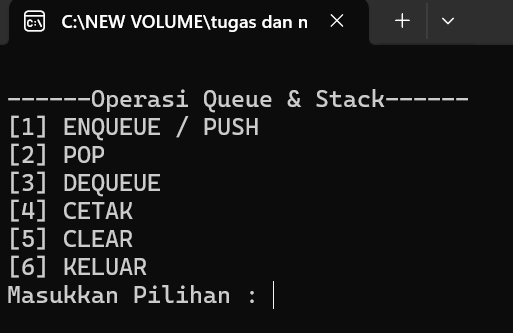 C:\NEW VOLUME\tugas dan n
------Operasi Queue & Stack------
[1] ENQUEUE / PUSH
[2] POP
[3] DEQUEUE
[4] CETAK
[5] CLEAR
[6] KELUAR
Masukkan Pilihan :